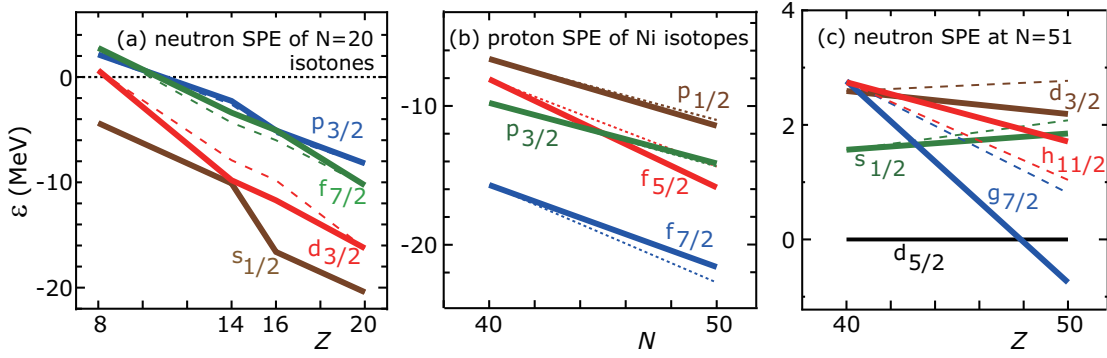 (a) neutron SPE of N=20
isotones
0
-10
-20
ε (MeV)
p3/2
f7/2
d3/2
s1/2
8
14
16
20
Z
(b) proton SPE of Ni isotopes
-10
-20
p1/2
p3/2
f5/2
f7/2
40
50
N
(c) neutron SPE at N=51
4
2
0
d3/2
s1/2
h11/2
g7/2
d5/2
40
50
Z